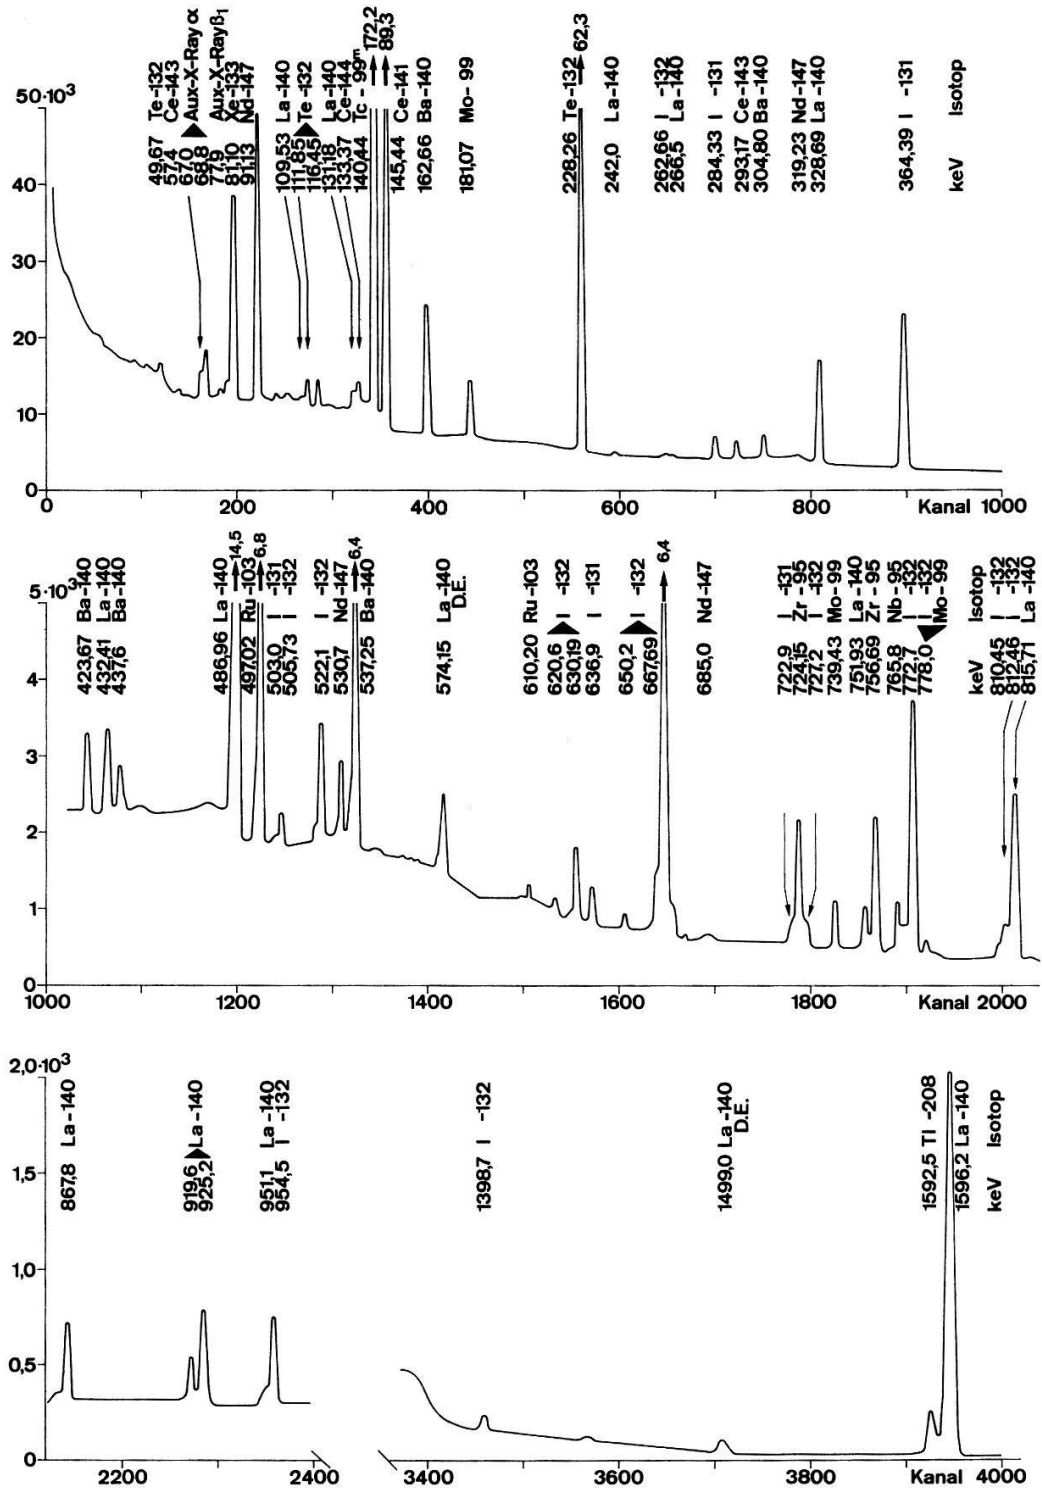 49,67 Te-132
57,4 Ce-143
67,0 Aux-X-Ray α
68,8
77,9 Aux-X-Ray β1
81,10 Xe-133
91,13 Nd-147
109,53 La-140
111,85 Te-132
116,45
131,18 La-140
133,37 Ce-144
140,44 Tc-99m
172,2
89,3
145,44 Ce-141
162,66 Ba-140
181,07 Mo-99
228,26 Te-132
62,3
242,0 La-140
262,66 I-132
266,5 La-140
284,33 I-131
293,17 Ce-143
304,80 Ba-140
319,23 Nd-147
328,69 La-140
364,39 I-131
keV Isotop
50·10³
40
30
20
10
0
0 200 400 600 800 Kanal 1000
423,67 Ba-140
432,41 La-140
437,6 Ba-140
486,96 La-140
14,5
497,02 Ru-103
6,8
503,0 I-131
505,73 I-132
522,1 I-132
530,7 Nd-147
537,25 Ba-140
6,4
574,15 La-140 D.E.
610,20 Ru-103
620,6 I-132
630,19
636,9 I-131
650,2 I-132
667,69
6,4
685,0 Nd-147
722,9 I-131
724,15 Zr-95
727,2 I-132
739,43 Mo-99
751,93 La-140
756,69 Zr-95
765,8 Nb-95
772,7 I-132
778,0 I-132
Mo-99
keV Isotop
810,45 I-132
812,46 I-132
815,71 La-140
5·10³
4
3
2
1
0
1000 1200 1400 1600 1800 Kanal 2000
867,8 La-140
919,6 La-140
925,2
951,1 La-140
954,5 I-132
1398,7 I-132
1499,0 La-140 D.E.
1592,5 Tl-208
1596,2 La-140
keV Isotop
2,0·10³
1,5
1,0
0,5
0
2200 2400 3400 3600 3800 Kanal 4000